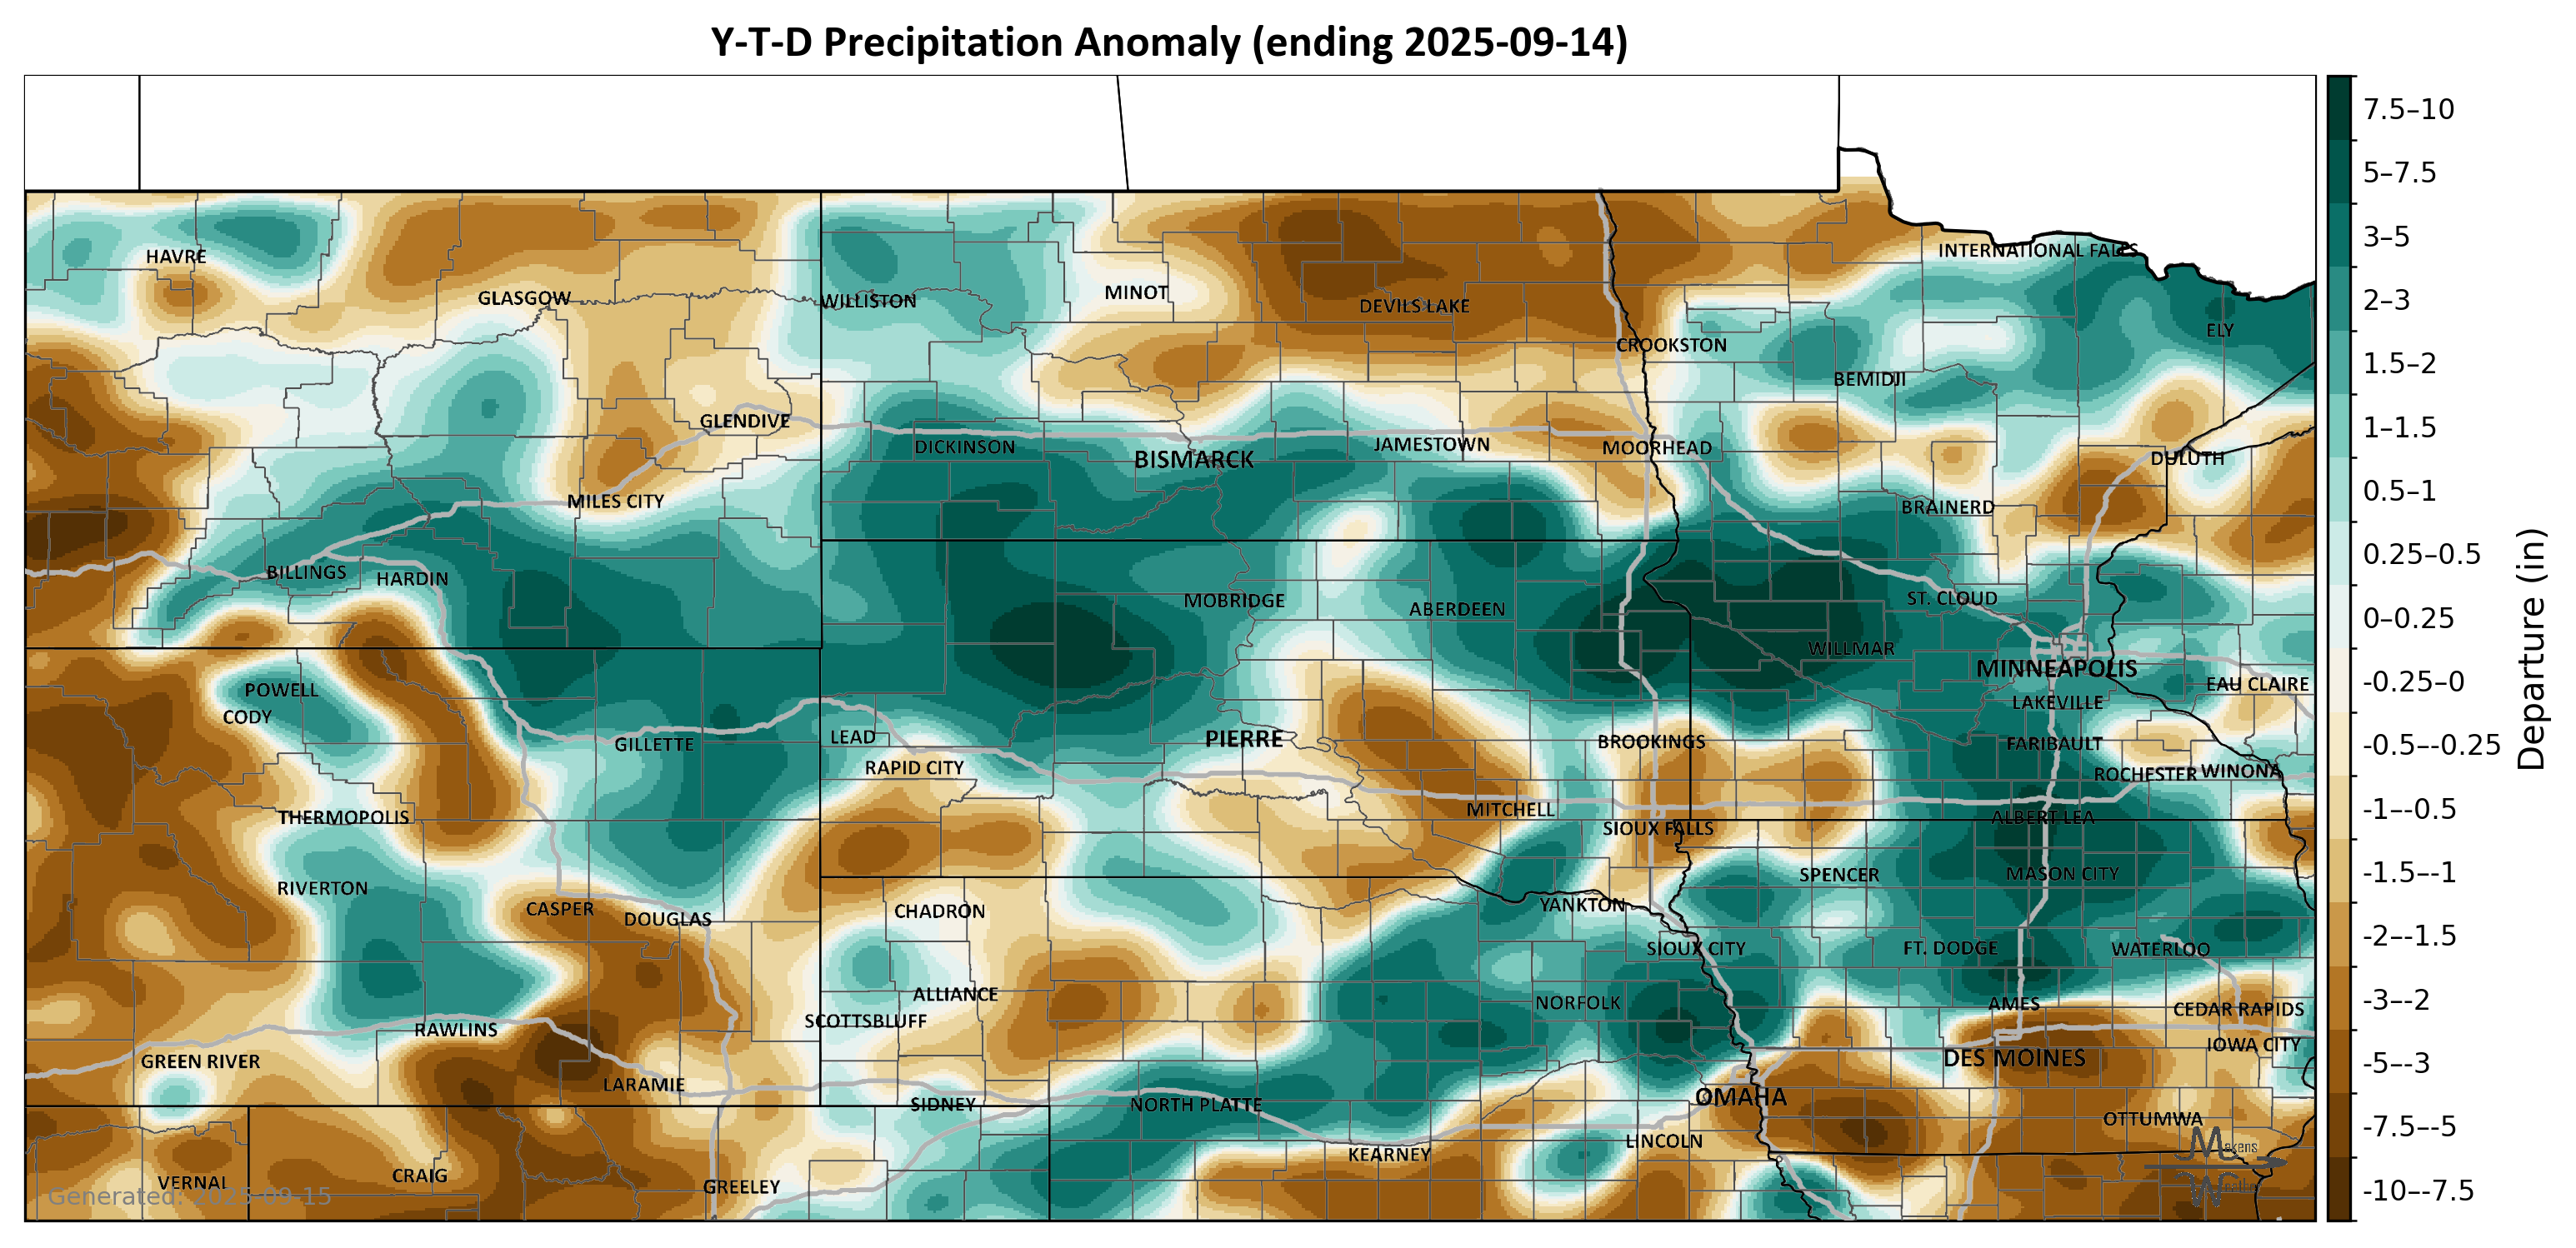 Y-T-D Precipitation Anomaly (ending 2025-09-14)
7.5–10
5–7.5
3–5
2–3
1.5–2
1–1.5
0.5–1
0.25–0.5
0–0.25
-0.25–0
-0.5–-0.25
-1–-0.5
-1.5–-1
-2–-1.5
-3–-2
-5–-3
-7.5–-5
-10–-7.5
Departure (in)
HAVRE
INTERNATIONAL FALLS
GLASGOW
WILLISTON
MINOT
DEVILS LAKE
ELY
CROOKSTON
BEMIDJI
GLENDIVE
DICKINSON
BISMARCK
JAMESTOWN
MOORHEAD
DULUTH
MILES CITY
BRAINERD
BILLINGS
HARDIN
MOBRIDGE
ABERDEEN
ST. CLOUD
WILLMAR
MINNEAPOLIS
POWELL
EAU CLAIRE
CODY
LAKEVILLE
GILLETTE
LEAD
PIERRE
BROOKINGS
FARIBAULT
RAPID CITY
ROCHESTER
WINONA
THERMOPOLIS
MITCHELL
ALBERT LEA
SIOUX FALLS
RIVERTON
SPENCER
MASON CITY
CASPER
DOUGLAS
CHADRON
YANKTON
SIOUX CITY
FT. DODGE
WATERLOO
ALLIANCE
NORFOLK
AMES
CEDAR RAPIDS
SCOTTSBLUFF
RAWLINS
IOWA CITY
GREEN RIVER
DES MOINES
LARAMIE
SIDNEY
NORTH PLATTE
OMAHA
OTTUMWA
LINCOLN
KEARNEY
VERNAL
CRAIG
GREELEY
Generated: 2025-09-15
Makens
Weather